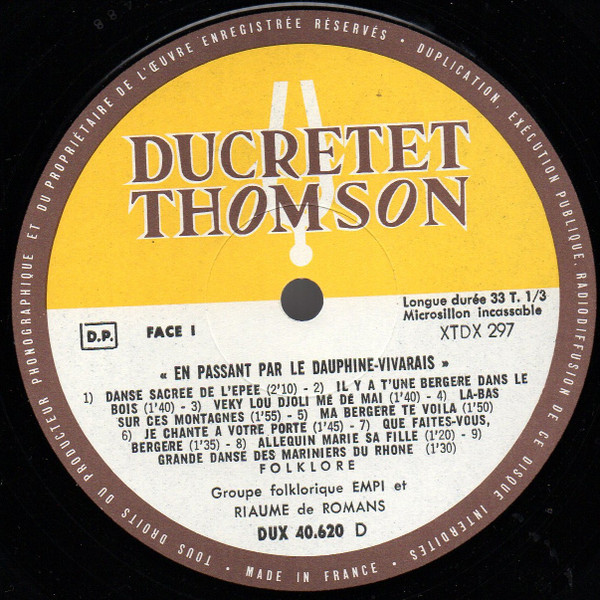 TOUS DROITS DU PRODUCTEUR PHONOGRAPHIQUE ET DU PROPRIÉTAIRE DE L'ŒUVRE ENREGISTRÉE RÉSERVÉS • DUPLICATION, EXÉCUTION PUBLIQUE, RADIODIFFUSION DE CE DISQUE INTERDITES • MADE IN FRANCE •
DUCRETET
THOMSON
Longue durée 33 T. 1/3
D.P. FACE 1 Microsillon incassable
XTDX 297
« EN PASSANT PAR LE DAUPHINE-VIVARAIS »
1) DANSE SACREE DE L'EPEE (2'10) - 2) IL Y A T'UNE BERGERE DANS LE
BOIS (1'40) - 3) VEKY LOU DJOLI MÉ DÉ MAI (1'40) - 4) LA-BAS
SUR CES MONTAGNES (1'55) - 5) MA BERGERE TE VOILA (1'50)
6) JE CHANTE A VOTRE PORTE (1'45) - 7) QUE FAITES-VOUS,
BERGERE (1'35) - 8) ALLEQUIN MARIE SA FILLE (1'20) - 9)
GRANDE DANSE DES MARINIERS DU RHONE (1'30)
FOLKLORE
Groupe folklorique EMPI et
RIAUME de ROMANS
DUX 40.620 D